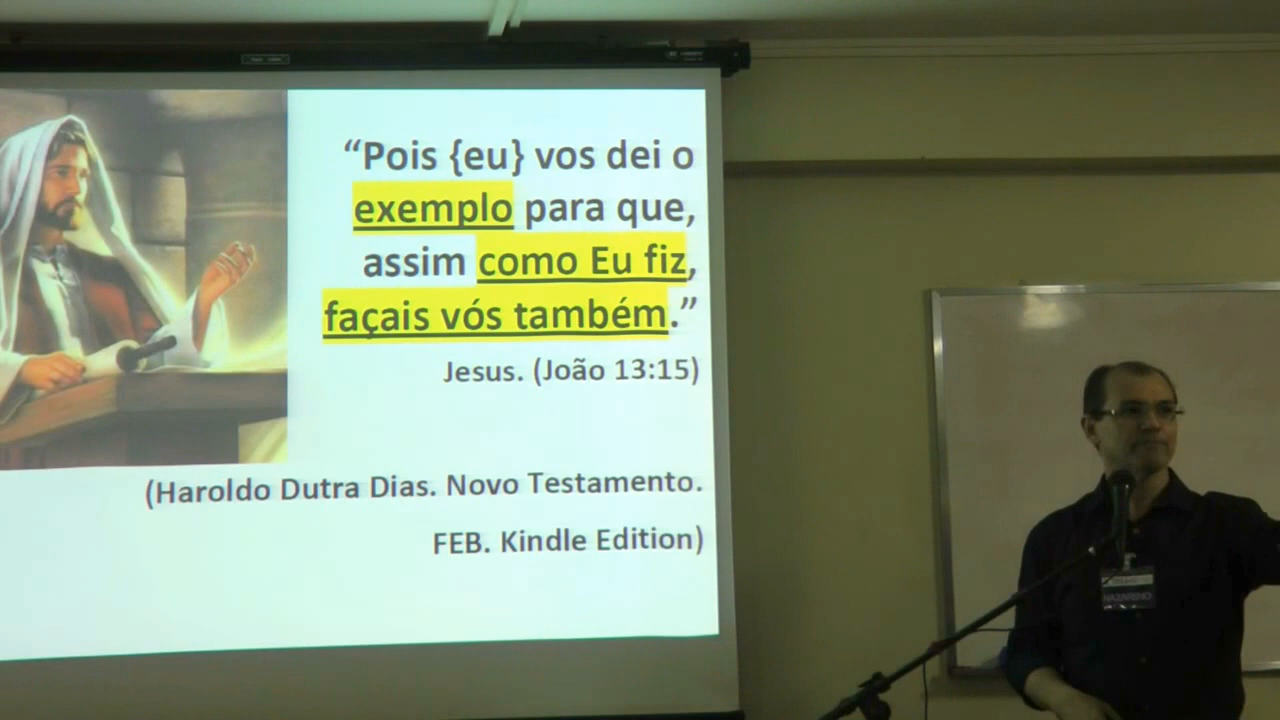 “Pois {eu} vos dei o
exemplo para que,
assim como Eu fiz,
façais vós também.”
Jesus. (João 13:15)
(Haroldo Dutra Dias. Novo Testamento.
FEB. Kindle Edition)
NAZARENO